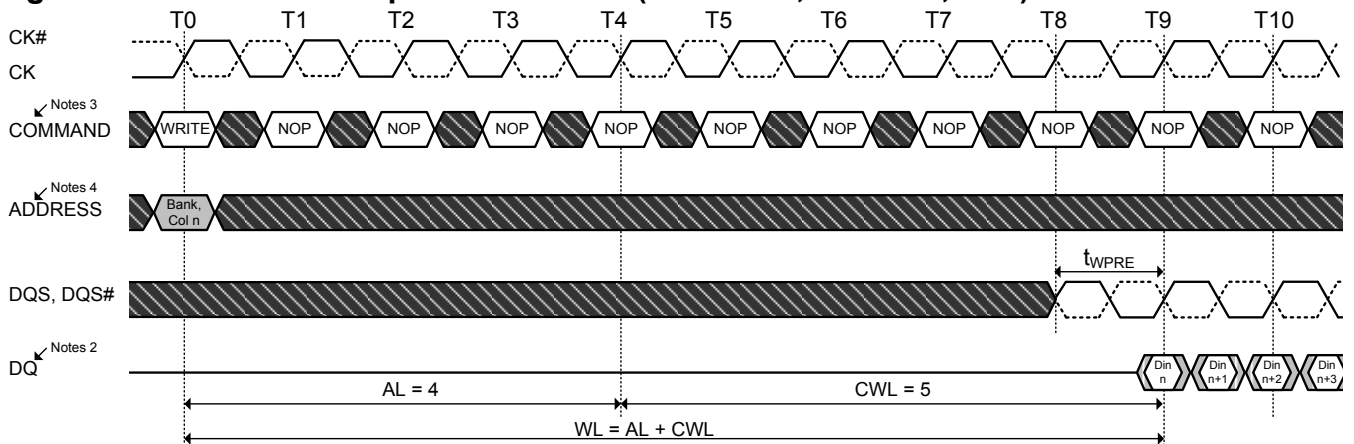 T0 T1 T2 T3 T4 T5 T6 T7 T8 T9 T10
CK#
CK
Notes 3
COMMAND WRITE NOP NOP NOP NOP NOP NOP NOP NOP NOP NOP
Notes 4
ADDRESS
Bank,
Col n
tWPRE
DQS, DQS#
Notes 2
DQ
Din
n
Din
n+1
Din
n+2
Din
n+3
AL = 4 CWL = 5
WL = AL + CWL